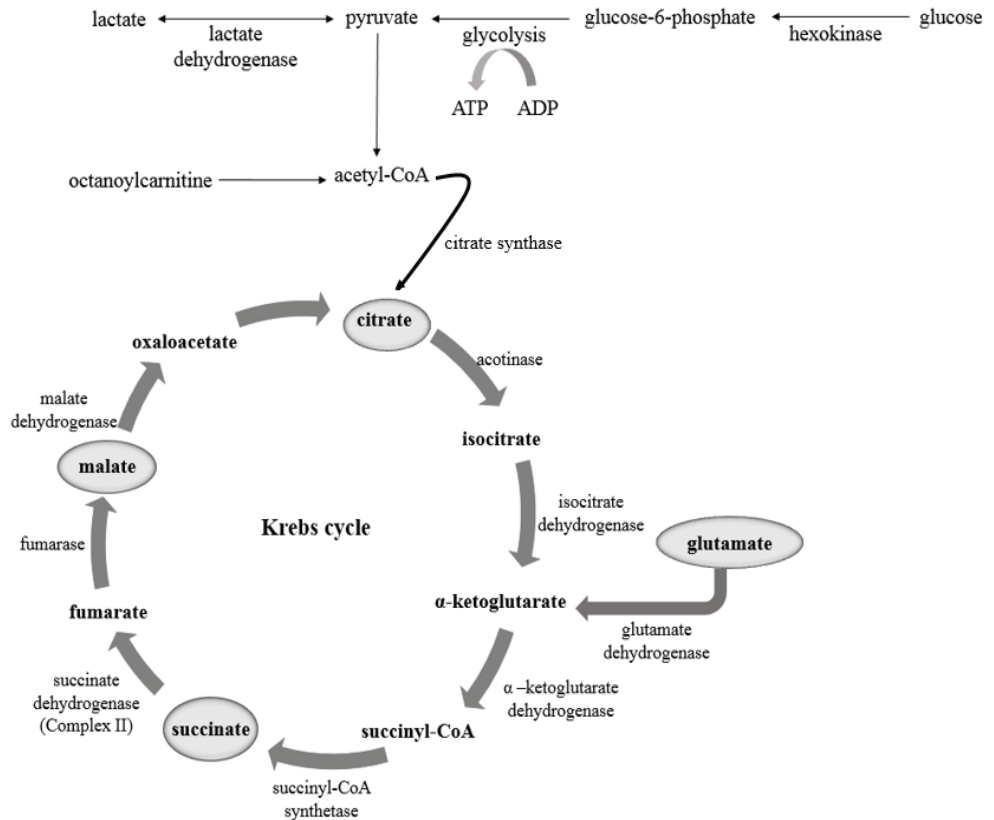 lactate
pyruvate
glucose-6-phosphate
glucose
lactate
dehydrogenase
glycolysis
hexokinase
ATP
ADP
octanoylcarnitine
acetyl-CoA
citrate synthase
citrate
oxaloacetate
acotinase
malate
dehydrogenase
isocitrate
malate
isocitrate
dehydrogenase
Krebs cycle
fumarase
glutamate
fumarate
α-ketoglutarate
glutamate
dehydrogenase
succinate
dehydrogenase
(Complex II)
α –ketoglutarate
dehydrogenase
succinate
succinyl-CoA
succinyl-CoA
synthetase